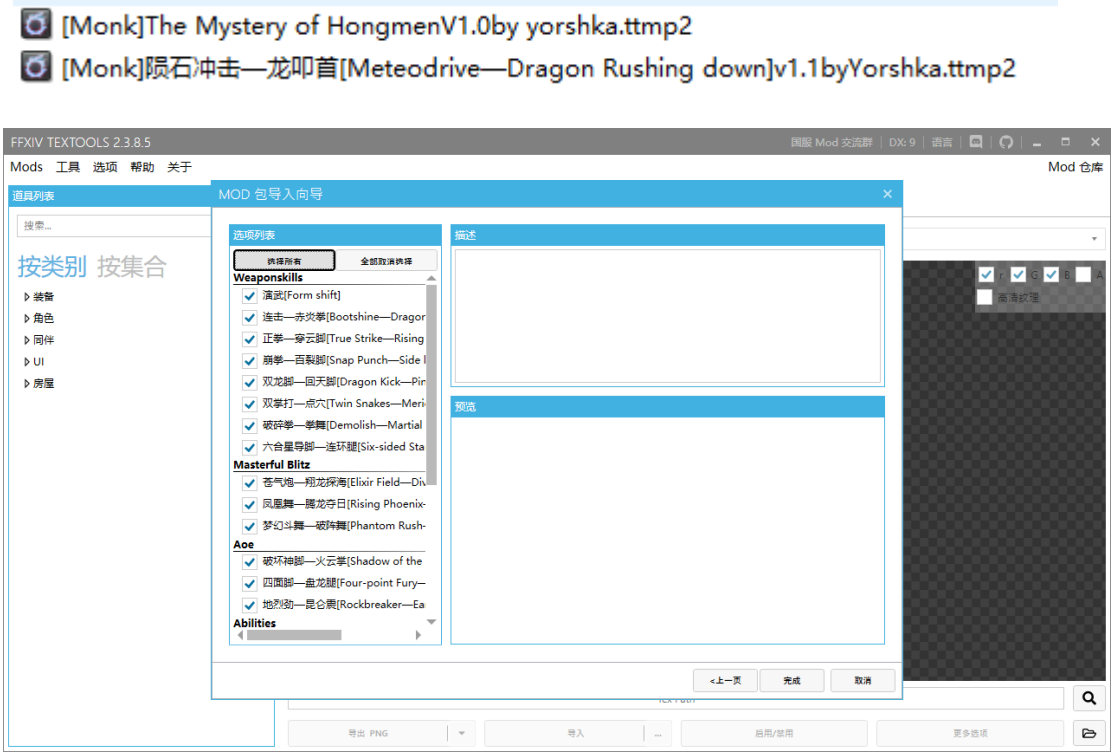 [Monk]The Mystery of HongmenV1.0by yorshka.ttmp2
[Monk]陨石冲击—龙叩首[Meteodrive—Dragon Rushing down]v1.1byYorshka.ttmp2
FFXIV TEXTOOLS 2.3.8.5
国服 Mod 交流群 DX: 9 语言
Mods 工具 选项 帮助 关于 Mod 仓库
道具列表
MOD 包导入向导
搜索...
选项列表
描述
按类别 按集合
选择所有 全部取消选择
Weaponskills
r G B A
▷ 装备
演武[Form shift]
高清纹理
▷ 角色
连击—赤炎拳[Bootshine—Dragor
▷ 同伴
正拳—穿云脚[True Strike—Rising
▷ UI
崩拳—百裂脚[Snap Punch—Side
▷ 房屋
双龙脚—回天脚[Dragon Kick—Pin
双掌打—点穴[Twin Snakes—Meri
预览
破碎拳—拳舞[Demolish—Martial
六合星导脚—连环腿[Six-sided Sta
Masterful Blitz
苍气炮—翔龙探海[Elixir Field—Div
凤凰舞—腾龙夺日[Rising Phoenix-
梦幻斗舞—破阵舞[Phantom Rush-
Aoe
破坏神脚—火云掌[Shadow of the
四面脚—盘龙腿[Four-point Fury—
地烈劲—昆仑震[Rockbreaker—Ea
Abilities
<上一页 完成 取消
导出 PNG 导入 ... 启用/禁用 更多选项